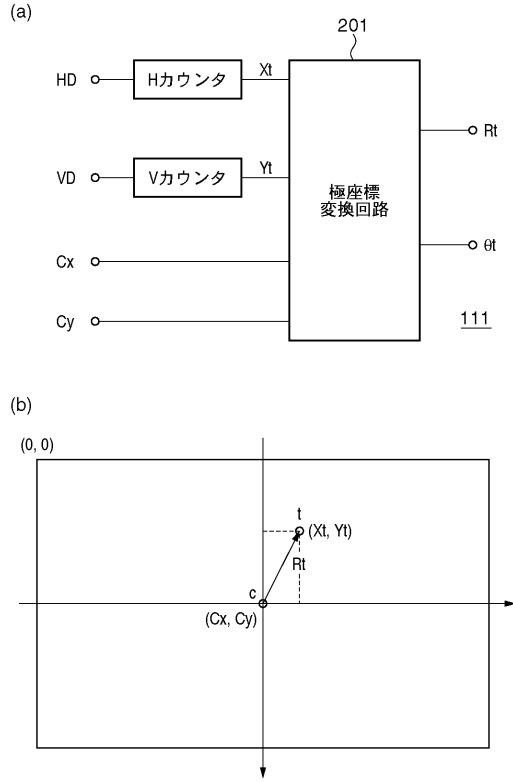 (a)
201
HD
Hカウンタ
Xt
Rt
VD
Vカウンタ
Yt
極座標
変換回路
θt
Cx
Cy
111
(b)
(0, 0)
t
(Xt, Yt)
Rt
c
(Cx, Cy)